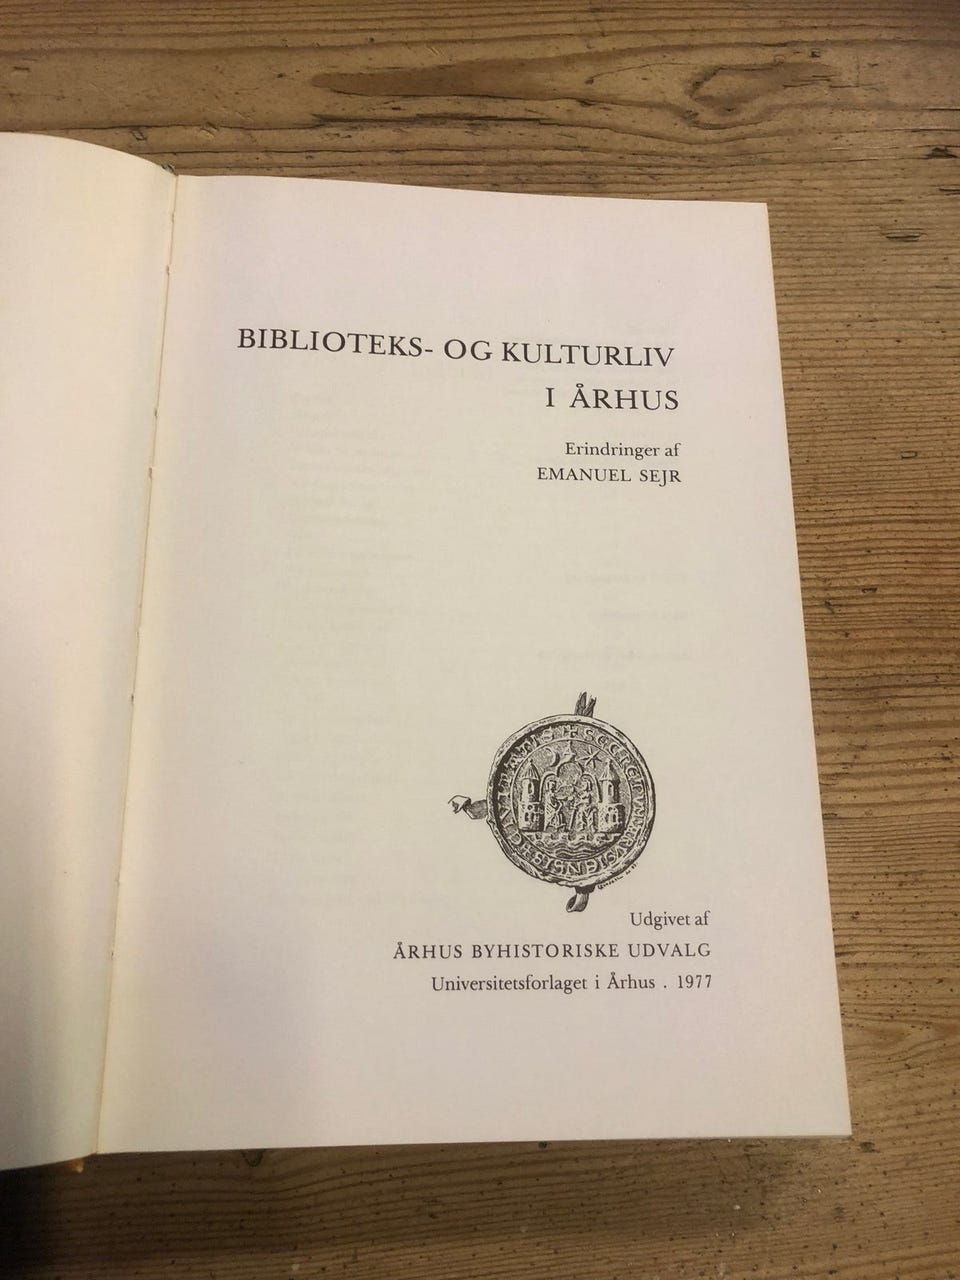 BIBLIOTEKS- OG KULTURLIV
I ÅRHUS
Erindringer af
EMANUEL SEJR
Udgivet af
ÅRHUS BYHISTORISKE UDVALG
Universitetsforlaget i Århus . 1977